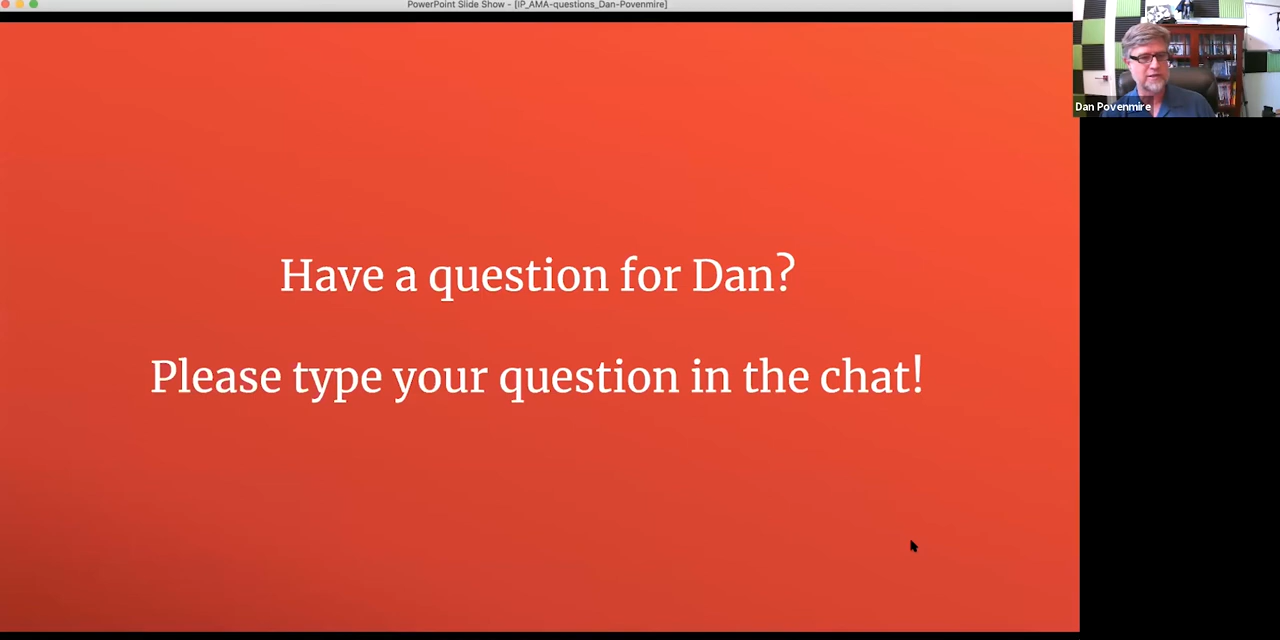 PowerPoint Slide Show - [IP_AMA-questions_Dan-Povenmire]
Dan Povenmire
Have a question for Dan?
Please type your question in the chat!